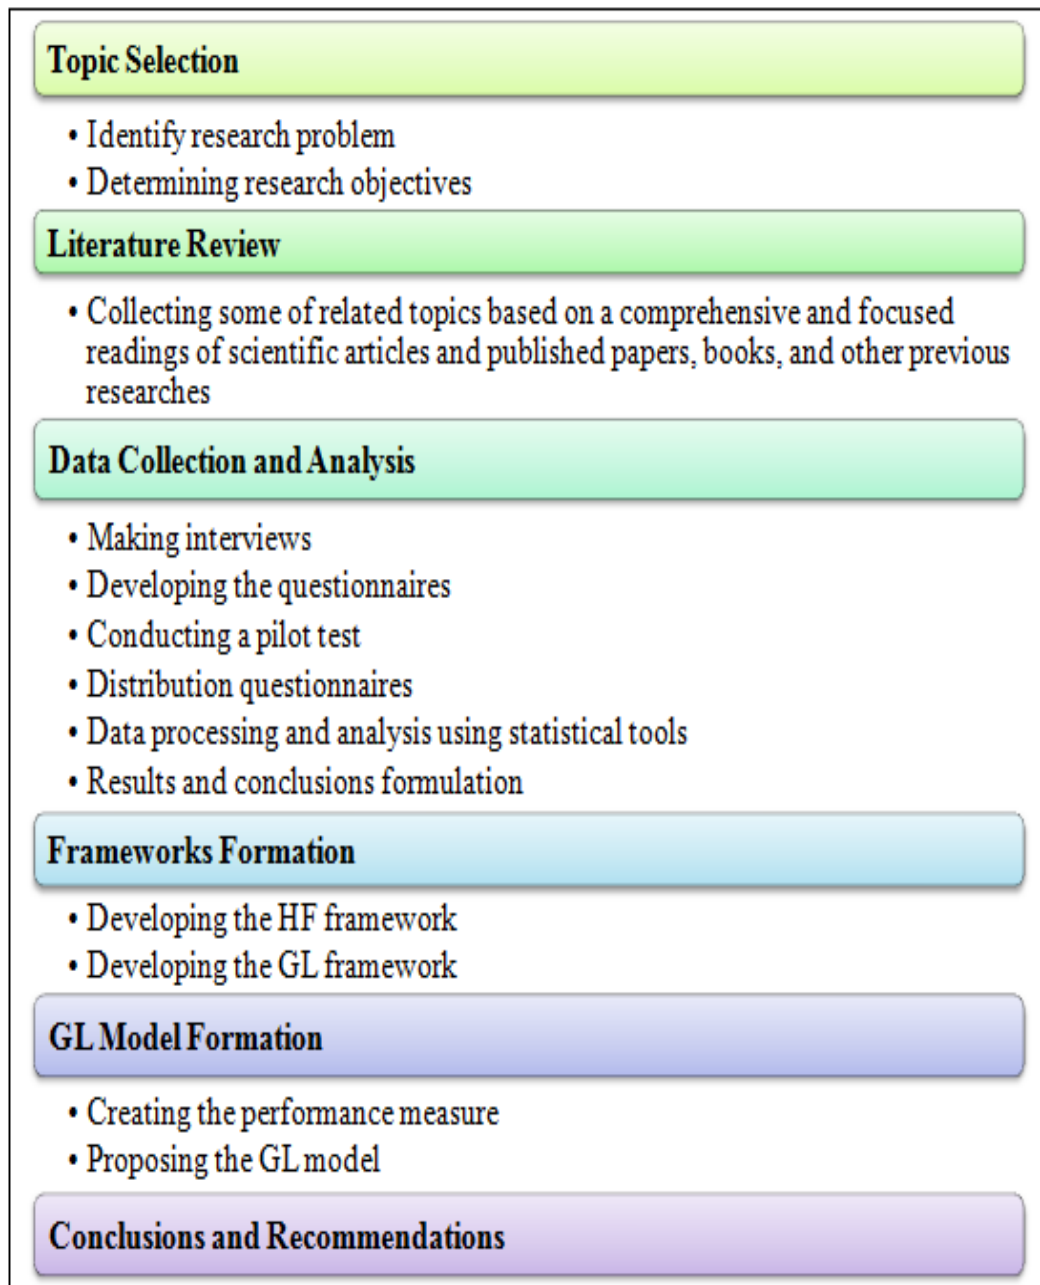 Topic Selection
• Identify research problem
• Determining research objectives
Literature Review
• Collecting some of related topics based on a comprehensive and focused
readings of scientific articles and published papers, books, and other previous
researches
Data Collection and Analysis
• Making interviews
• Developing the questionnaires
• Conducting a pilot test
• Distribution questionnaires
• Data processing and analysis using statistical tools
• Results and conclusions formulation
Frameworks Formation
• Developing the HF framework
• Developing the GL framework
GL Model Formation
• Creating the performance measure
• Proposing the GL model
Conclusions and Recommendations